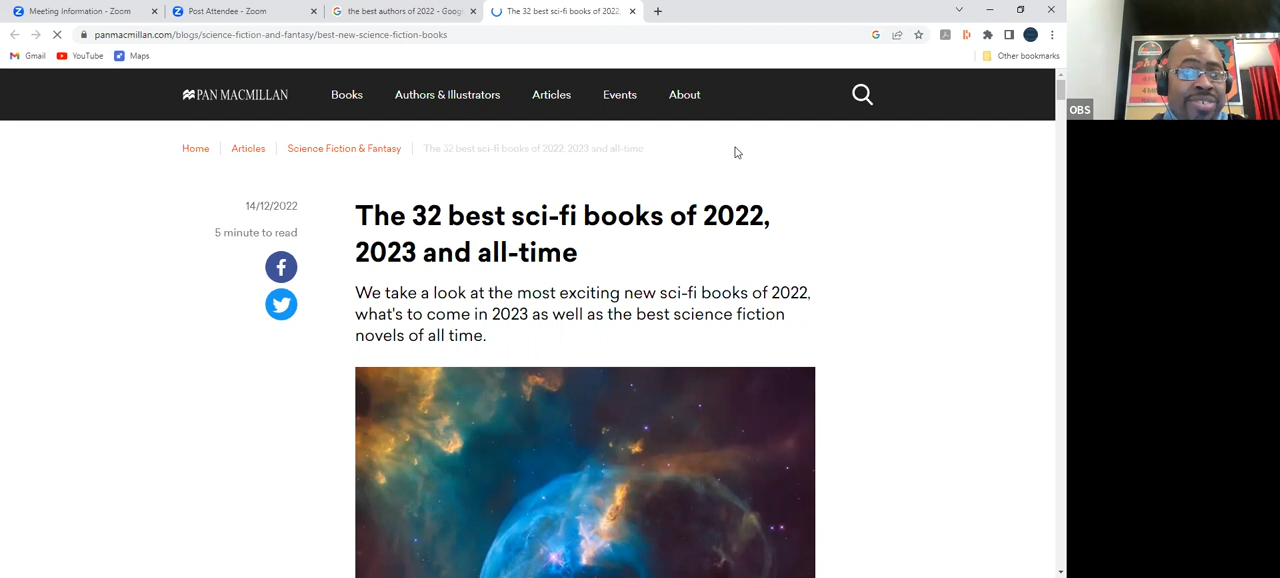 Meeting Information - Zoom
Post Attendee - Zoom
the best authors of 2022 - Goog
The 32 best sci-fi books of 2022,
panmacmillan.com/blogs/science-fiction-and-fantasy/best-new-science-fiction-books
Gmail
YouTube
Maps
Other bookmarks
PAN MACMILLAN
Books
Authors & Illustrators
Articles
Events
About
OBS
Home
Articles
Science Fiction & Fantasy
The 32 best sci-fi books of 2022, 2023 and all-time
14/12/2022
5 minute to read
The 32 best sci-fi books of 2022,
2023 and all-time
We take a look at the most exciting new sci-fi books of 2022,
what's to come in 2023 as well as the best science fiction
novels of all time.